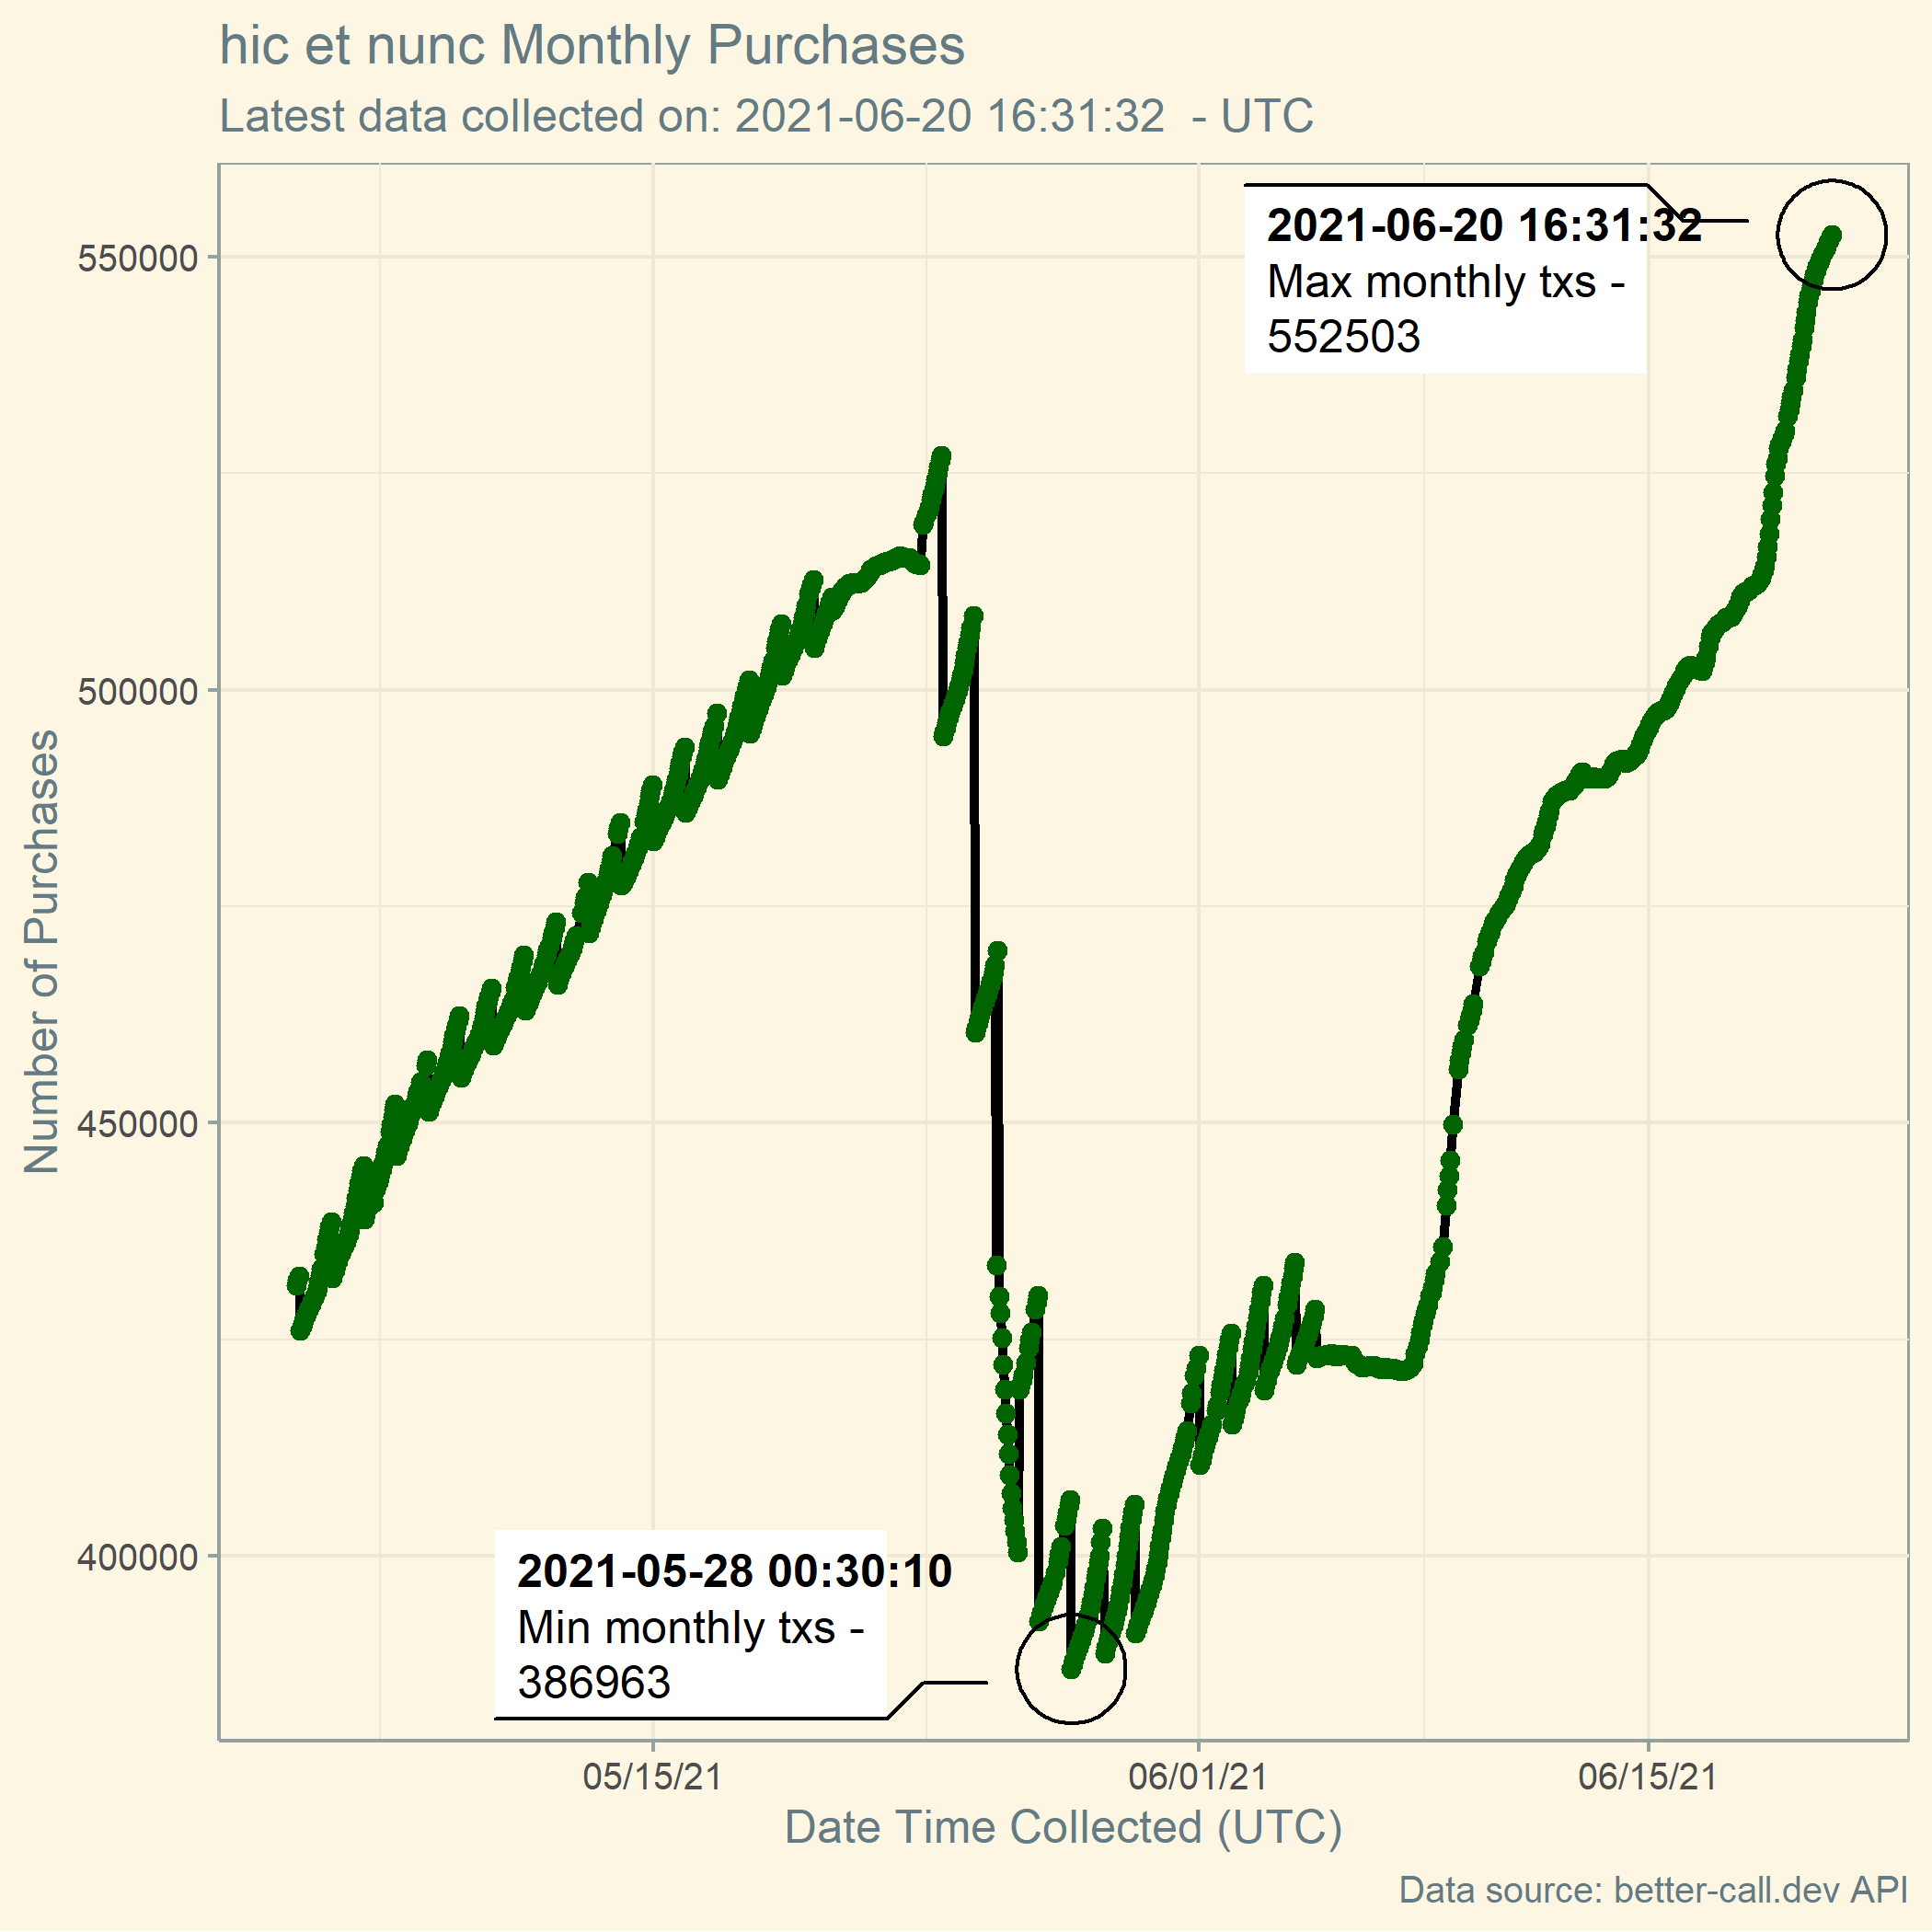 hic et nunc Monthly Purchases
Latest data collected on: 2021-06-20 16:31:32  - UTC
2021-06-20 16:31:32
Max monthly txs -
552503
550000
500000
450000
400000
Number of Purchases
2021-05-28 00:30:10
Min monthly txs -
386963
05/15/21
06/01/21
06/15/21
Date Time Collected (UTC)
Data source: better-call.dev API